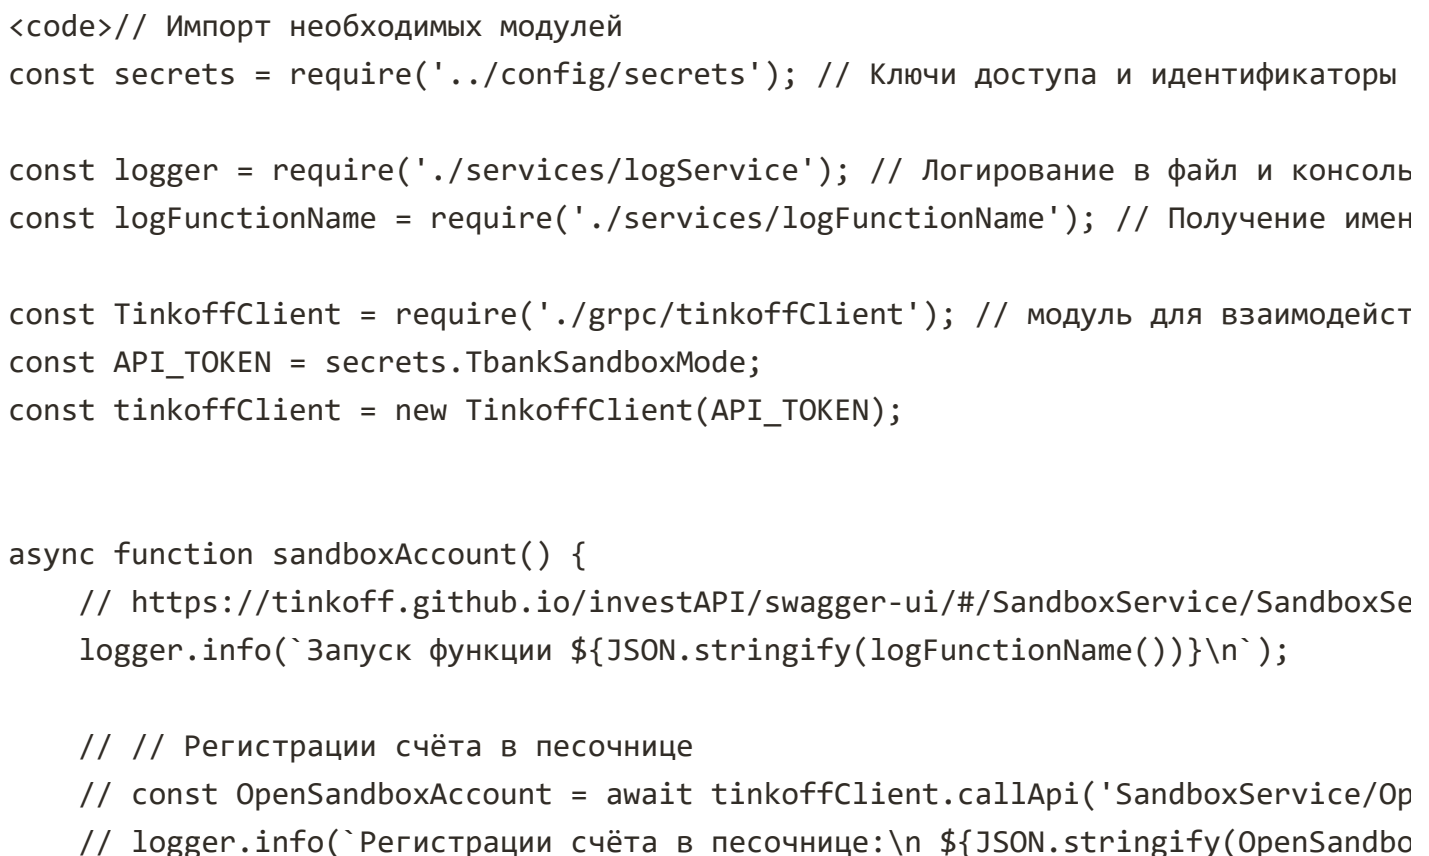 <code>// Импорт необходимых модулей
const secrets = require('../config/secrets'); // Ключи доступа и идентификаторы
const logger = require('./services/logService'); // Логирование в файл и консоль
const logFunctionName = require('./services/logFunctionName'); // Получение имен
const TinkoffClient = require('./grpc/tinkoffClient'); // модуль для взаимодейст
const API_TOKEN = secrets.TbankSandboxMode;
const tinkoffClient = new TinkoffClient(API_TOKEN);
async function sandboxAccount() {
    // https://tinkoff.github.io/investAPI/swagger-ui/#/SandboxService/SandboxSe
    logger.info(`Запуск функции ${JSON.stringify(logFunctionName())}\n`);
    // // Регистрации счёта в песочнице
    // const OpenSandboxAccount = await tinkoffClient.callApi('SandboxService/Op
    // logger.info(`Регистрации счёта в песочнице:\n ${JSON.stringify(OpenSandbo